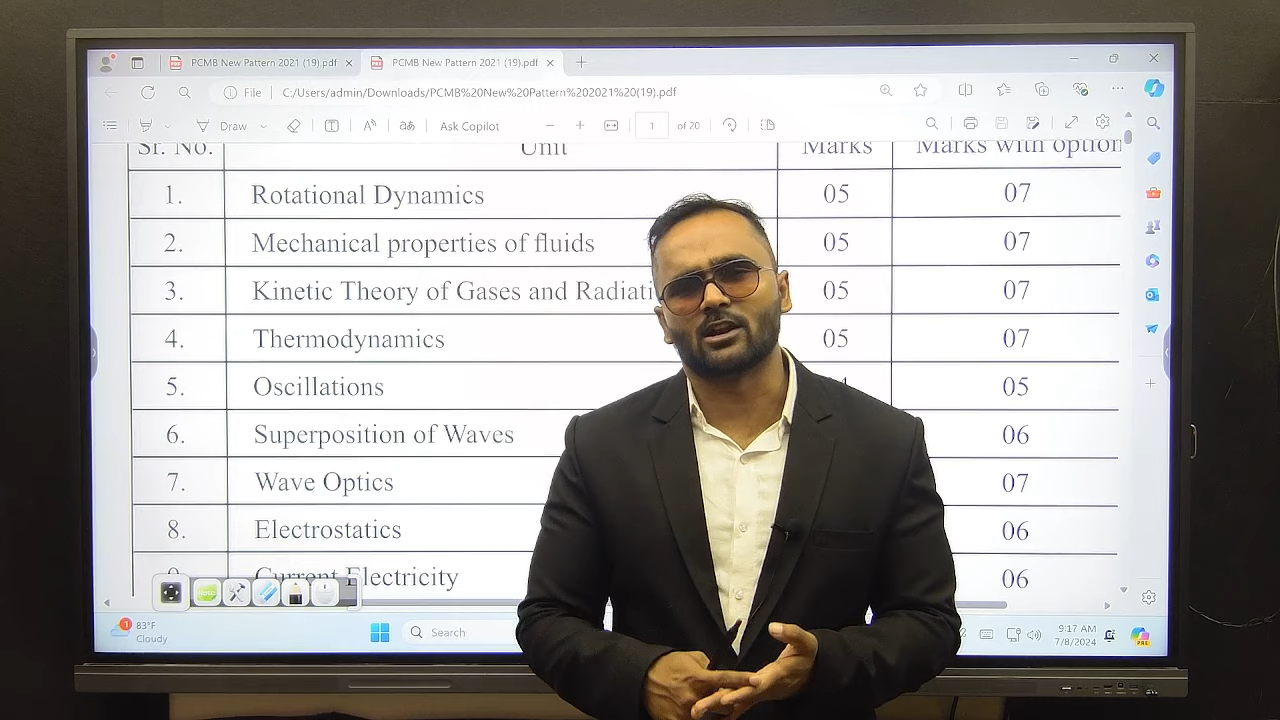 PCMB New Pattern 2021 (19).pdf PCMB New Pattern 2021 (19).pdf
File C:/Users/admin/Downloads/PCMB%20New%20Pattern%202021%20(19).pdf
Draw Ask Copilot 1 of 20
Sr. No. Unit Marks Marks with option
1. Rotational Dynamics 05 07
2. Mechanical properties of fluids 05 07
3. Kinetic Theory of Gases and 05 07
4. Thermodynamics 05 07
5. Oscillations 05
6. Superposition of Waves 06
7. Wave Optics 07
8. Electrostatics 06
Current Electricity 06
83°F
Cloudy
Search
9:17 AM
7/8/2024